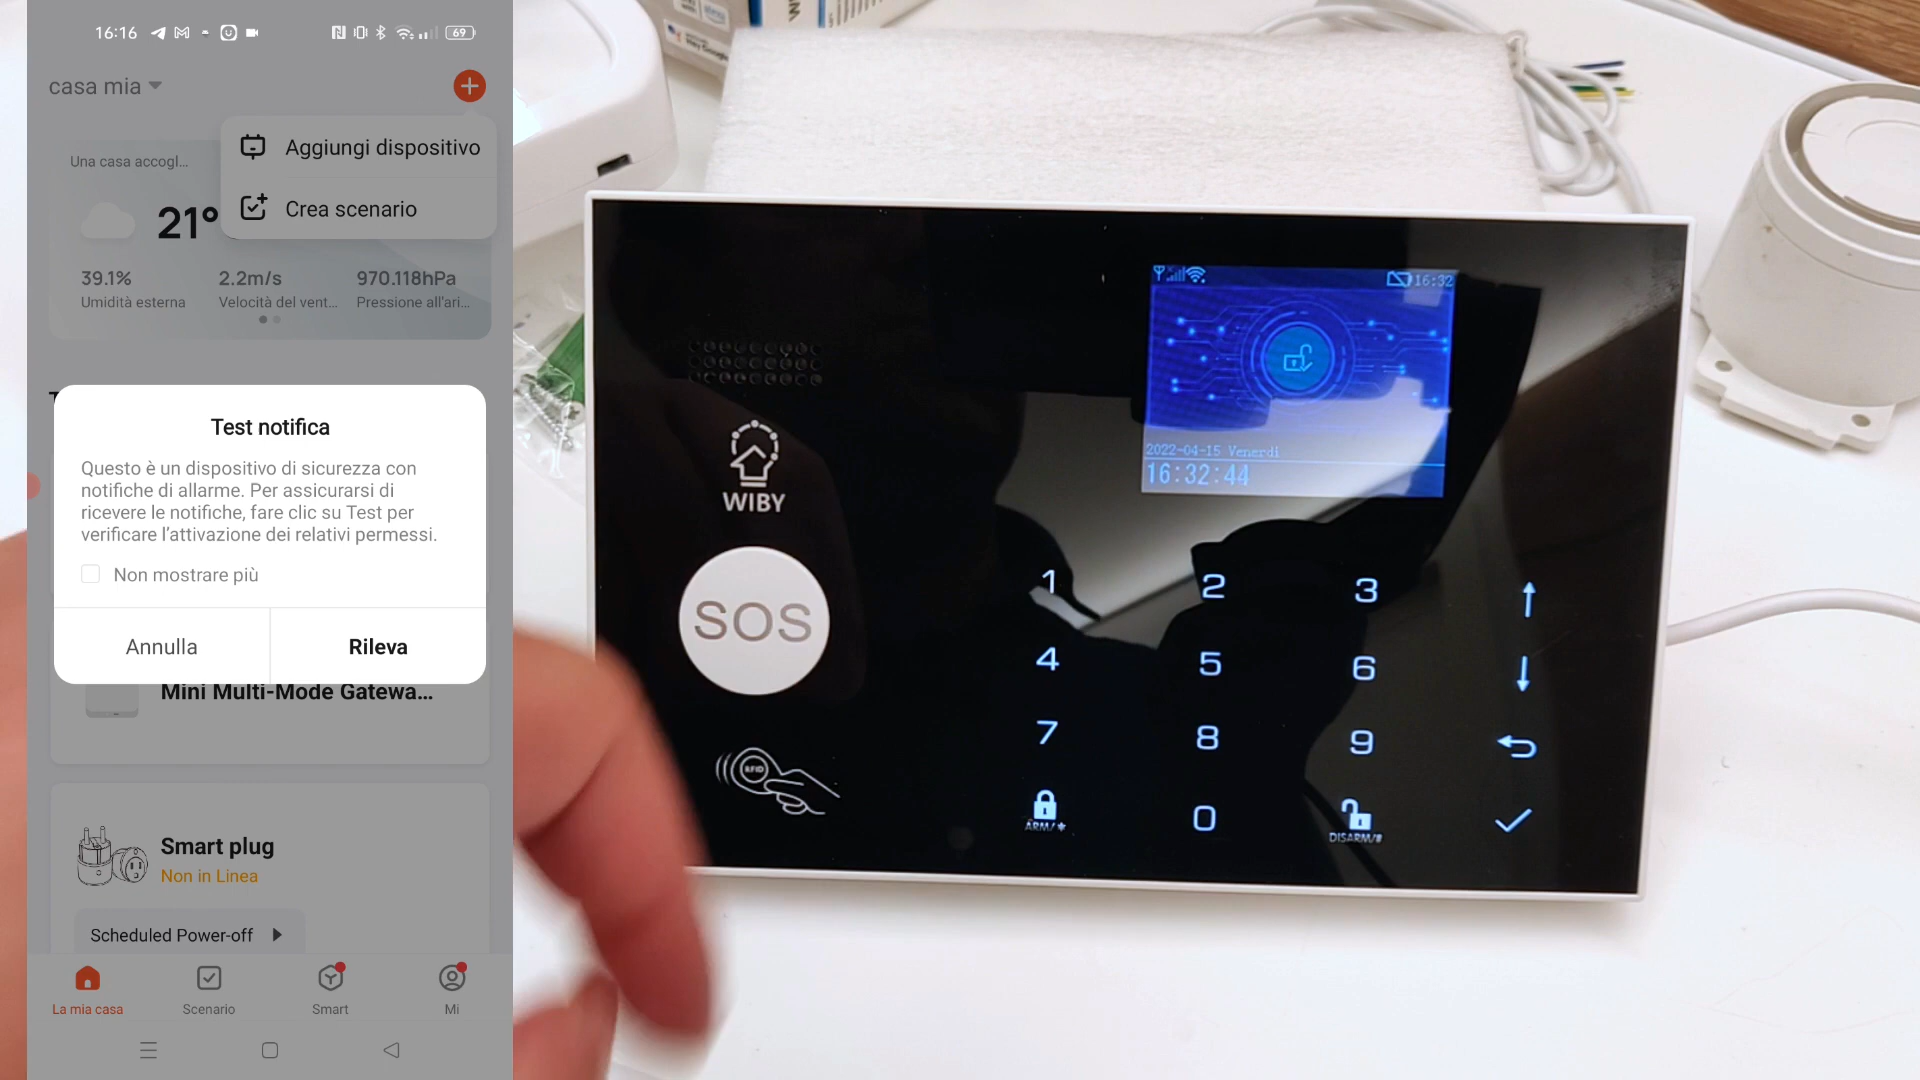 16:16
69
casa mia
Aggiungi dispositivo
Crea scenario
Una casa accogl...
21°
39.1%
2.2m/s
970.118hPa
Umidità esterna
Velocità del vent...
Pressione all'ari...
Test notifica
Questo è un dispositivo di sicurezza con
notifiche di allarme. Per assicurarsi di
ricevere le notifiche, fare clic su Test per
verificare l'attivazione dei relativi permessi.
Non mostrare più
Annulla
Rileva
Mini Multi-Mode Gatewa...
Smart plug
Non in Linea
Scheduled Power-off
La mia casa
Scenario
Smart
Mi
Hey Google
16:32
2022-04-15 Venerdi
16:32:44
WIBY
SOS
RFID
1
2
3
4
5
6
7
8
9
ARM/*
0
DISARM/#